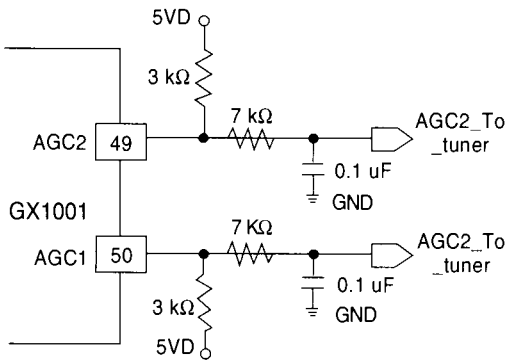 5VD
3 kΩ
7 kΩ
AGC2_To
_tuner
AGC2
49
0.1 uF
GND
GX1001
7 KΩ
AGC2_To
_tuner
AGC1
50
0.1 uF
3 kΩ
GND
5VD